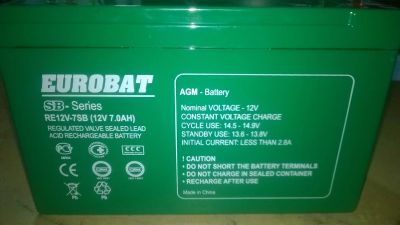 EUROBAT
SB - Series
RE12V-7SB (12V 7.0AH)
REGULATED VALVE SEALED LEAD
ACID RECHARGEABLE BATTERY
Pb
Pb
AGM - Battery
Nominal VOLTAGE - 12V
CONSTANT VOLTAGE CHARGE
CYCLE USE: 14.5 - 14.9V
STANDBY USE: 13.6 - 13.8V
INITIAL CURRENT: LESS THAN 2.8A
! CAUTION
• DO NOT SHORT THE BATTERY TERMINALS
• DO NOT CHARGE IN SEALED CONTAINER
• RECHARGE AFTER USE
Made in China